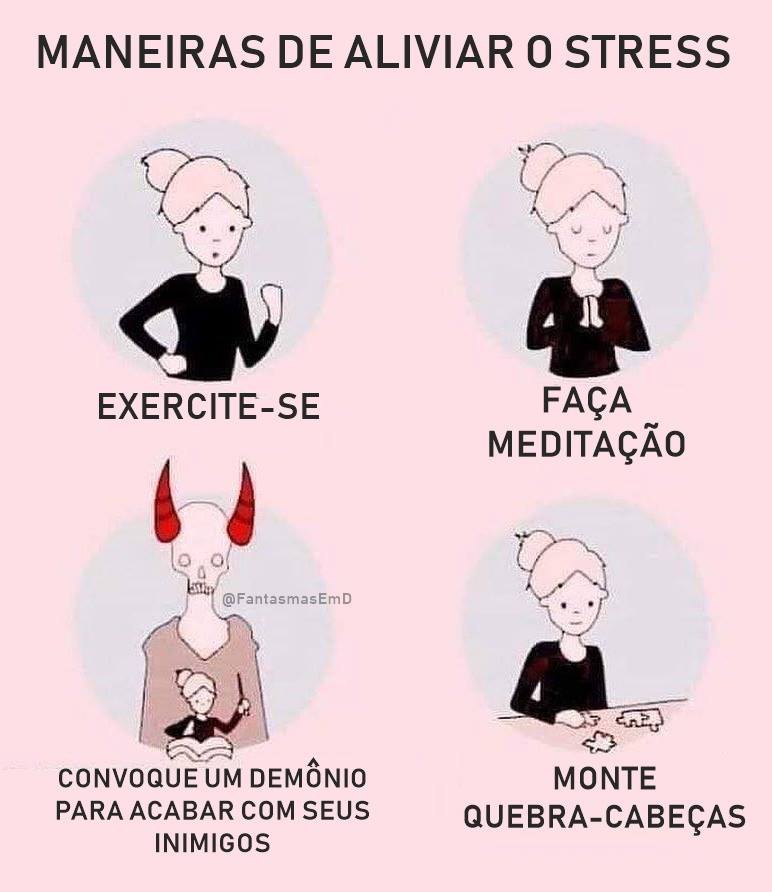 MANEIRAS DE ALIVIAR O STRESS
EXERCITE-SE
FAÇA
MEDITAÇÃO
@FantasmasEmD
CONVOQUE UM DEMÔNIO
PARA ACABAR COM SEUS
INIMIGOS
MONTE
QUEBRA-CABEÇAS